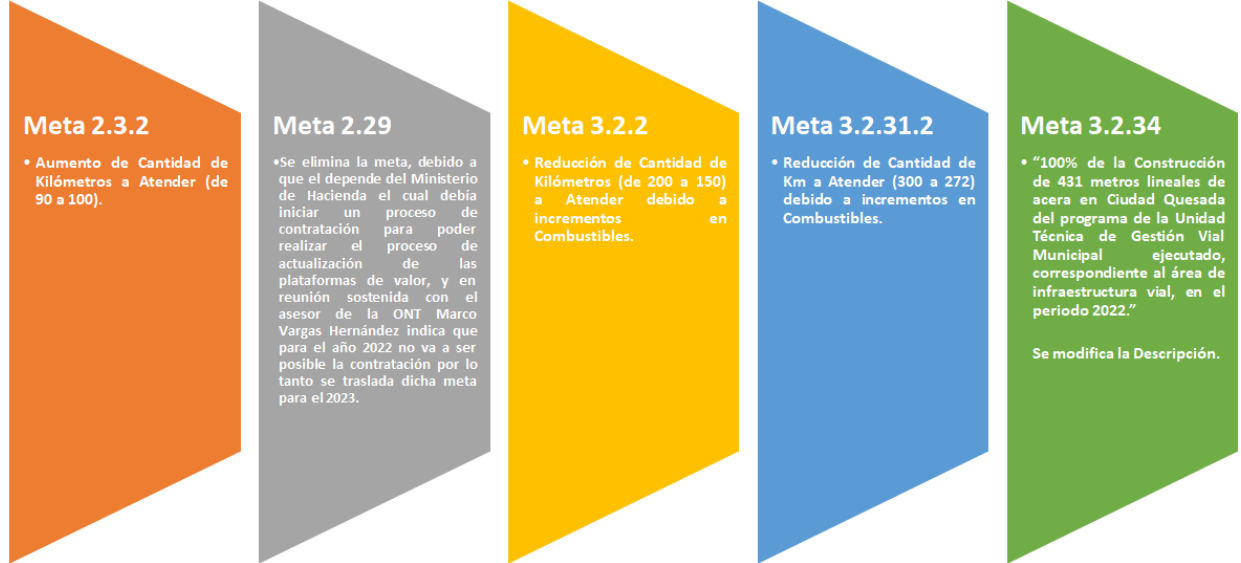 Meta 2.3.2
• Aumento de Cantidad de
Kilómetros a Atender (de
90 a 100).
Meta 2.29
•Se elimina la meta, debido a
que el depende del Ministerio
de Hacienda el cual debía
iniciar un proceso de
contratación para poder
realizar el proceso de
actualización de las
plataformas de valor, y en
reunión sostenida con el
asesor de la ONT Marco
Vargas Hernández indica que
para el año 2022 no va a ser
posible la contratación por lo
tanto se traslada dicha meta
para el 2023.
Meta 3.2.2
• Reducción de Cantidad de
Kilómetros (de 200 a 150)
a Atender debido a
incrementos en
Combustibles.
Meta 3.2.31.2
• Reducción de Cantidad de
Km a Atender (300 a 272)
debido a incrementos en
Combustibles.
Meta 3.2.34
• “100% de la Construcción
de 431 metros lineales de
acera en Ciudad Quesada
del programa de la Unidad
Técnica de Gestión Vial
Municipal ejecutado,
correspondiente al área de
infraestructura vial, en el
periodo 2022.”
Se modifica la Descripción.